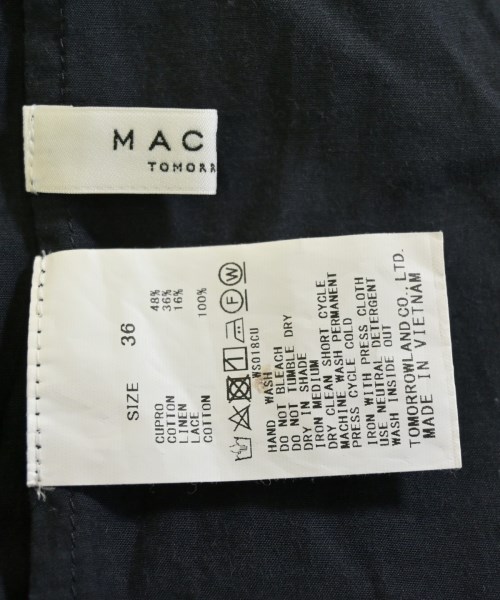 MAC
TOMORR
SIZE 36
CUPRO 48%
COTTON 36%
LINEN 16%
LACE
COTTON 100%
WS018CU
HAND WASH
DO NOT BLEACH
DO NOT TUMBLE DRY
DRY IN SHADE
IRON MEDIUM
DRY CLEAN SHORT CYCLE
MACHINE WASH PERMANENT
PRESS CYCLE COLD
IRON WITH PRESS CLOTH
USE NEUTRAL DETERGENT
WASH INSIDE OUT
TOMORROWLAND CO., LTD.
MADE IN VIETNAM